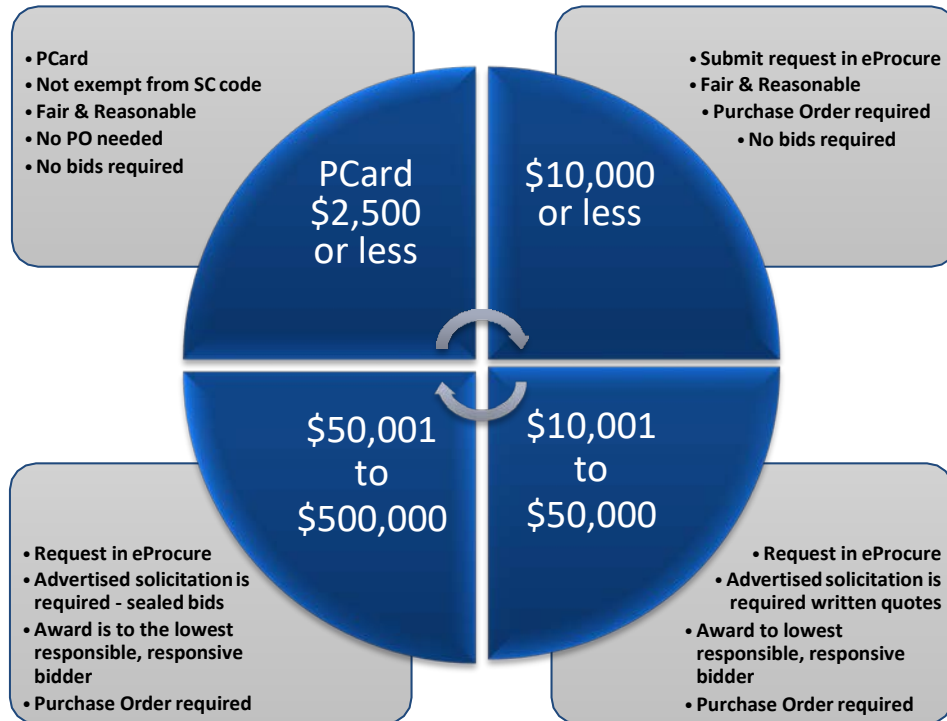 • PCard
• Not exempt from SC code
• Fair & Reasonable
• No PO needed
• No bids required
• Submit request in eProcure
• Fair & Reasonable
• Purchase Order required
• No bids required
PCard
$2,500
or less
$10,000
or less
$50,001
to
$500,000
$10,001
to
$50,000
• Request in eProcure
• Advertised solicitation is
required - sealed bids
• Award is to the lowest
responsible, responsive
bidder
• Purchase Order required
• Request in eProcure
• Advertised solicitation is
required written quotes
• Award to lowest
responsible, responsive
bidder
• Purchase Order required